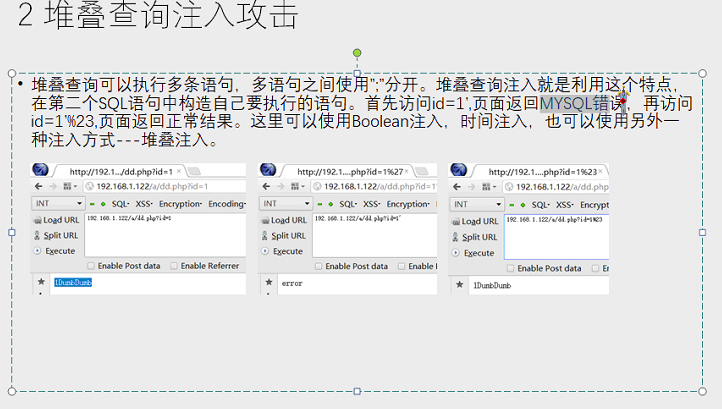 2 堆叠查询注入攻击
• 堆叠查询可以执行多条语句，多语句之间使用";"分开。堆叠查询注入就是利用这个特点，
在第二个SQL语句中构造自己要执行的语句。首先访问id=1',页面返回MYSQL错误，再访问
id=1'%23,页面返回正常结果。这里可以使用Boolean注入，时间注入，也可以使用另外一
种注入方式---堆叠注入。
http://192.1.../dd.php?id=1
192.168.1.122/a/dd.php?id=1
INT
SQL· XSS· Encryption· Encoding·
Load URL
Split URL
Execute
192.168.1.122/a/dd.php?id=1
Enable Post data
Enable Referrer
1DumbDumb
http://192.1....php?id=1%27
192.168.1.122/a/dd.php?id=1'
INT
SQL· XSS· Encryption·
Load URL
Split URL
Execute
192.168.1.122/a/dd.php?id=1'
Enable Post data
error
http://192.1....php?id=1%23
192.168.1.122/a/dd.php?i
INT
SQL· XSS· Encryption
Load URL
Split URL
Execute
192.168.1.122/a/dd.php?id=1%23
Enable Post data
1DumbDumb